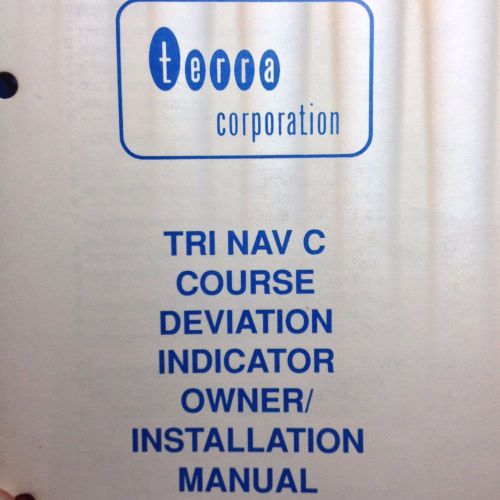 terra
corporation
TRI NAV C
COURSE
DEVIATION
INDICATOR
OWNER/
INSTALLATION
MANUAL